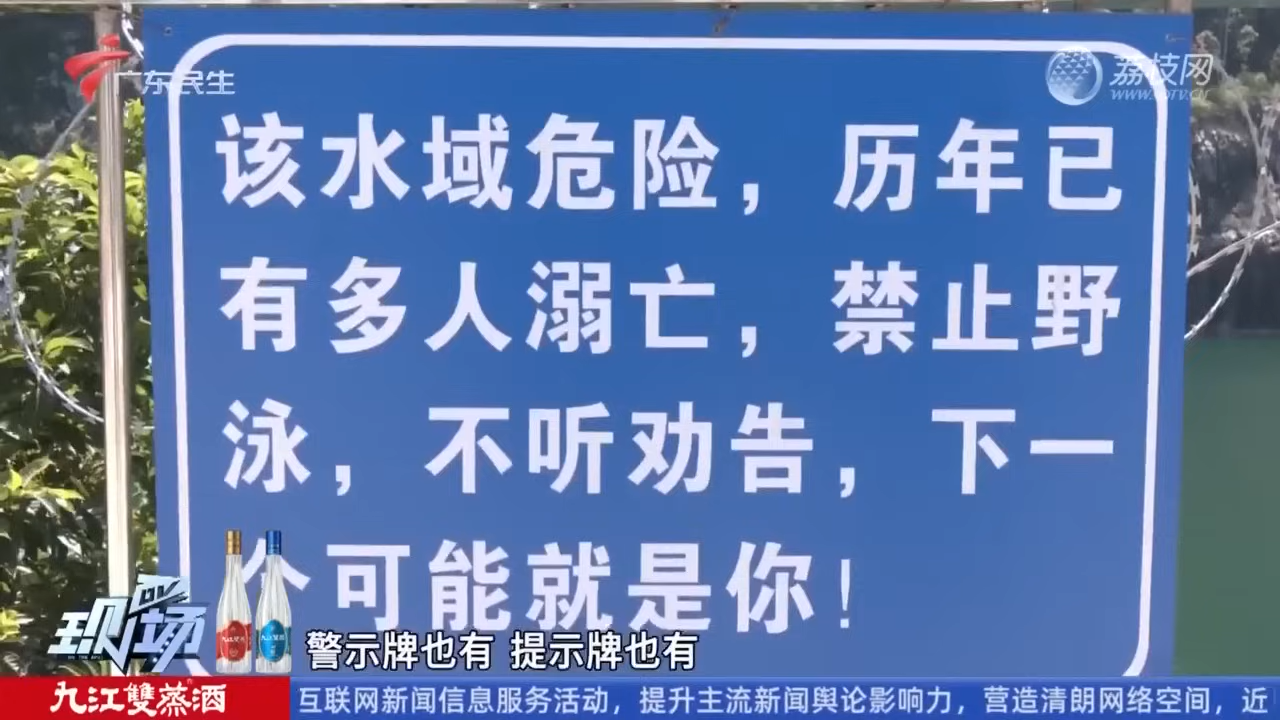 广东民生
荔枝网
该水域危险，历年已
有多人溺亡，禁止野
泳，不听劝告，下一
个可能就是你！
现场
警示牌也有 提示牌也有
九江雙蒸酒
互联网新闻信息服务活动，提升主流新闻舆论影响力，营造清朗网络空间，近